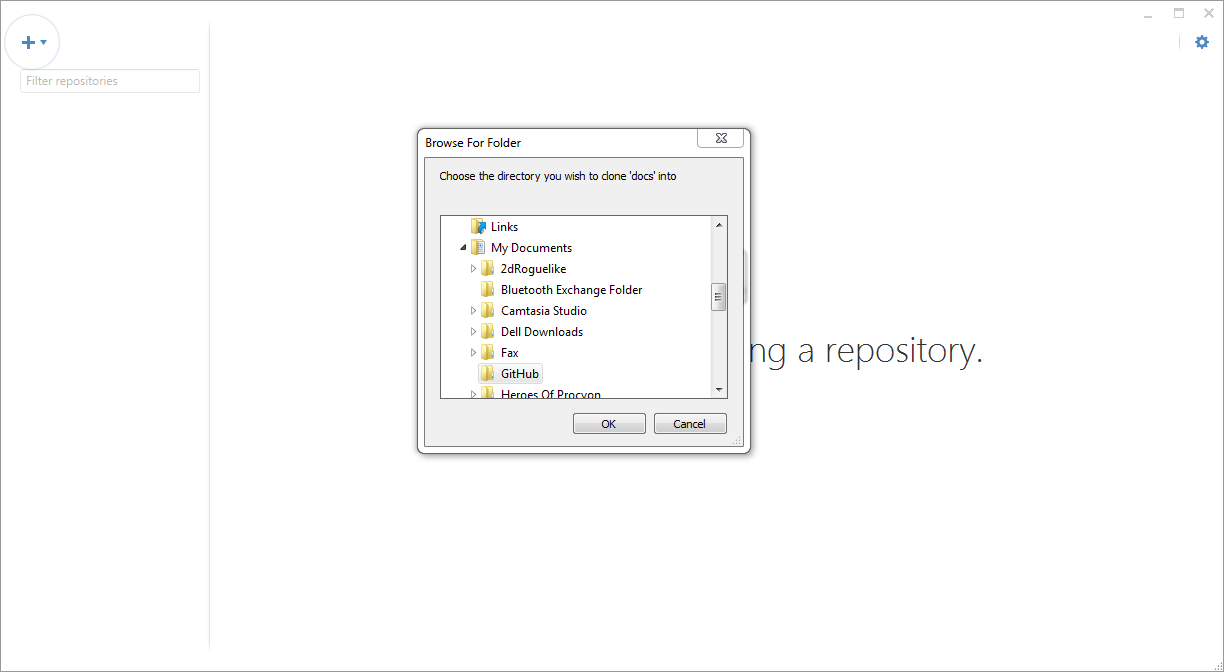 Filter repositories
Browse For Folder
Choose the directory you wish to clone 'docs' into
Links
My Documents
2dRoguelike
Bluetooth Exchange Folder
Camtasia Studio
Dell Downloads
Fax
GitHub
Heroes Of Procyon
OK
Cancel
ng a repository.